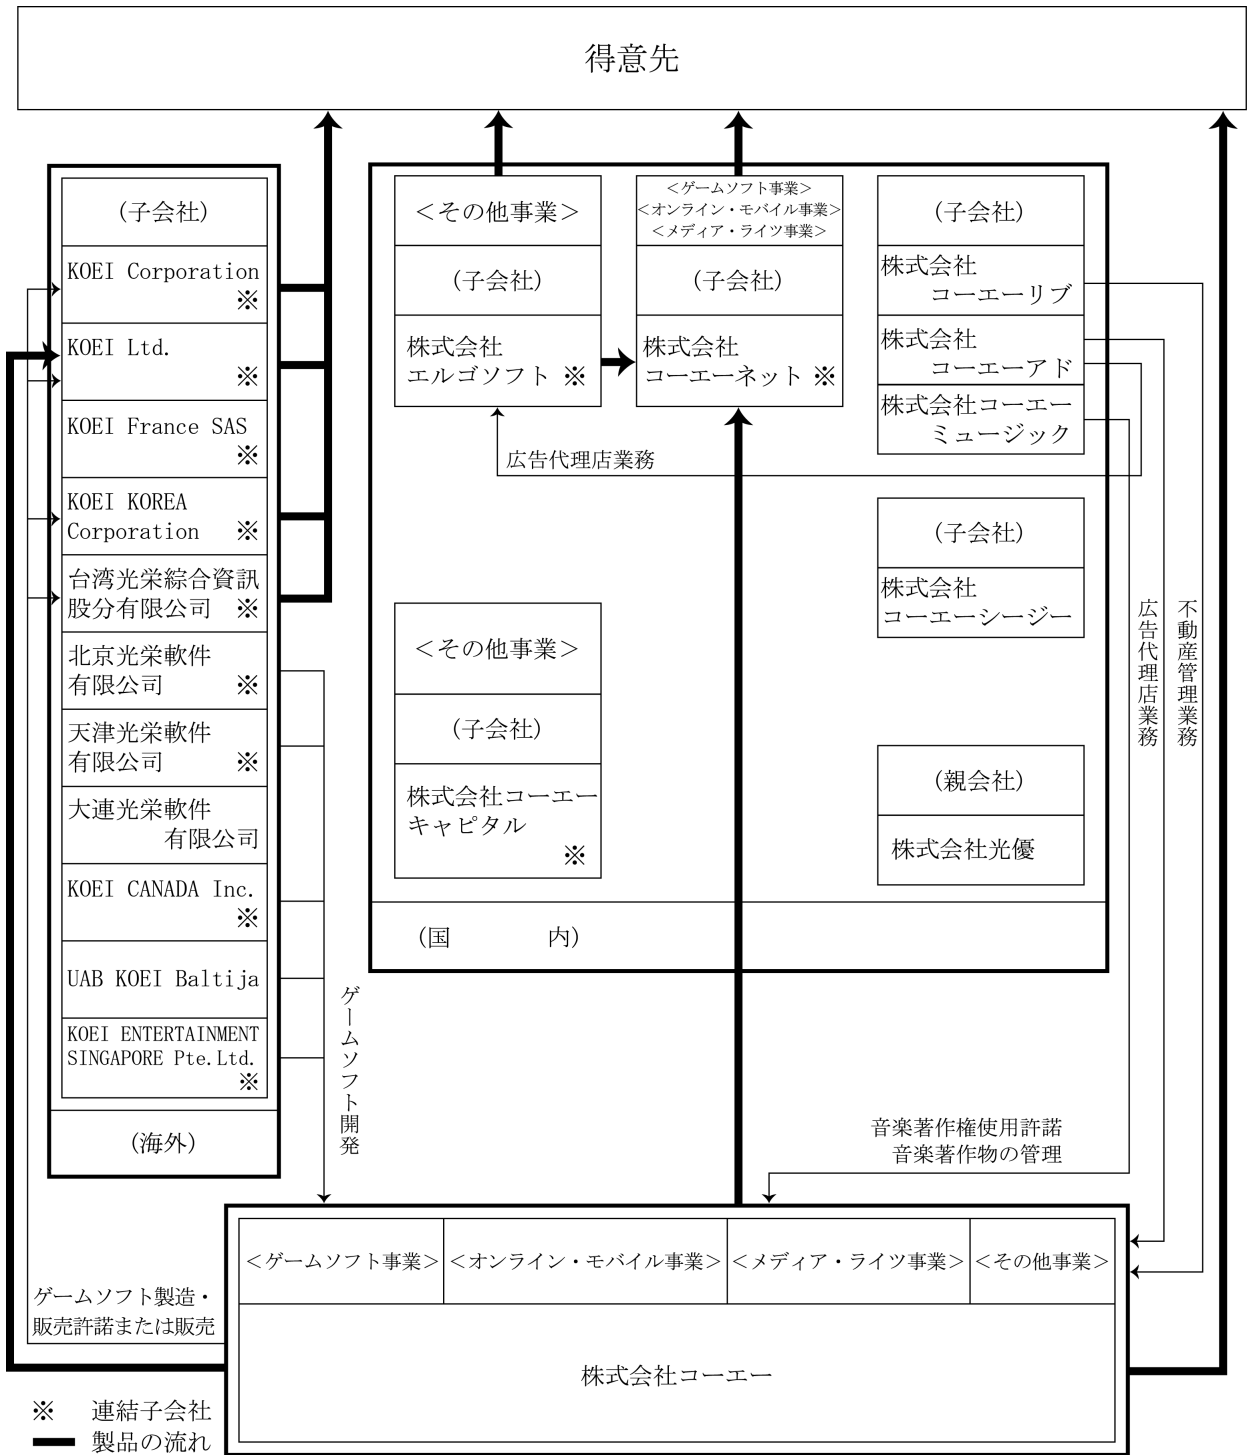 得意先
(子会社)
KOEI Corporation
※
KOEI Ltd.
※
KOEI France SAS
※
KOEI KOREA
Corporation ※
台湾光栄綜合資訊
股分有限公司 ※
北京光栄軟件
有限公司 ※
天津光栄軟件
有限公司 ※
大連光栄軟件
有限公司
KOEI CANADA Inc.
※
UAB KOEI Baltija
KOEI ENTERTAINMENT
SINGAPORE Pte.Ltd.
※
(海外)
<その他事業>
(子会社)
株式会社
エルゴソフト ※
<ゲームソフト事業>
<オンライン・モバイル事業>
<メディア・ライツ事業>
(子会社)
株式会社
コーエーネット ※
(子会社)
株式会社
コーエーリブ
株式会社
コーエーアド
株式会社コーエー
ミュージック
広告代理店業務
(子会社)
株式会社
コーエーシージー
<その他事業>
(子会社)
株式会社コーエー
キャピタル
※
(親会社)
株式会社光優
(国 内)
広告代理店業務
不動産管理業務
ゲームソフト開発
音楽著作権使用許諾
音楽著作物の管理
<ゲームソフト事業>
<オンライン・モバイル事業>
<メディア・ライツ事業>
<その他事業>
株式会社コーエー
ゲームソフト製造・
販売許諾または販売
※ 連結子会社
製品の流れ